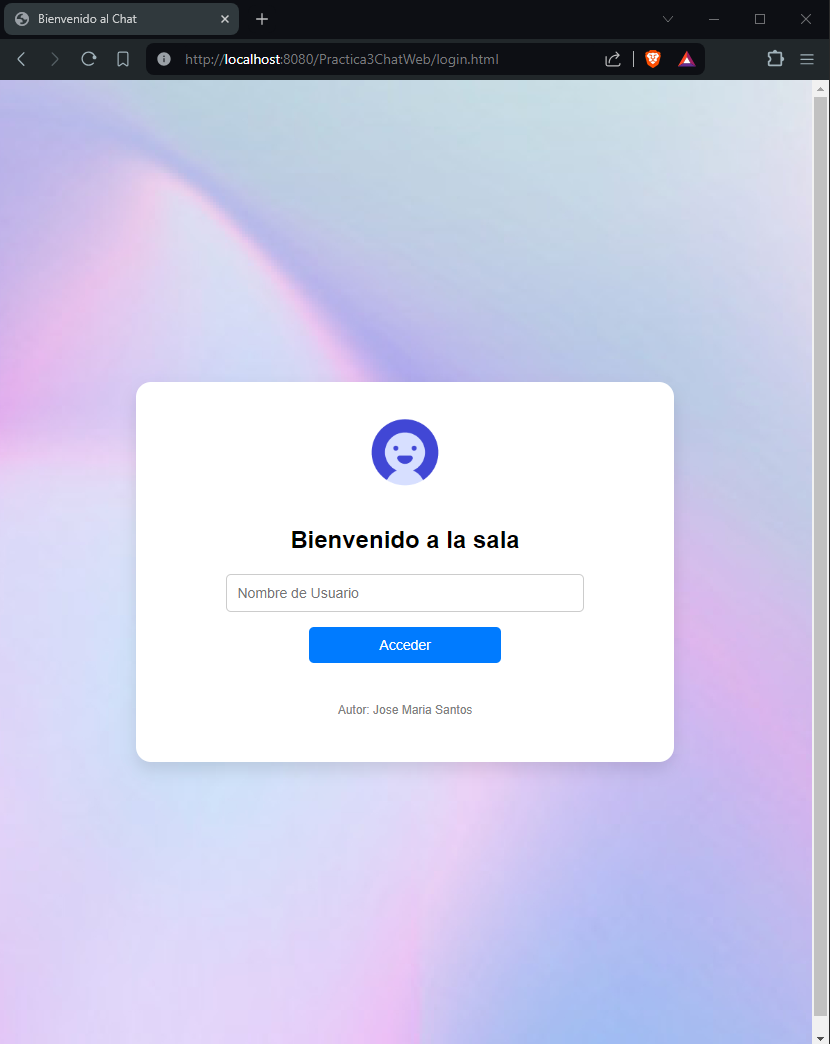 Bienvenido al Chat
http://localhost:8080/Practica3ChatWeb/login.html
Bienvenido a la sala
Nombre de Usuario
Acceder
Autor: Jose Maria Santos